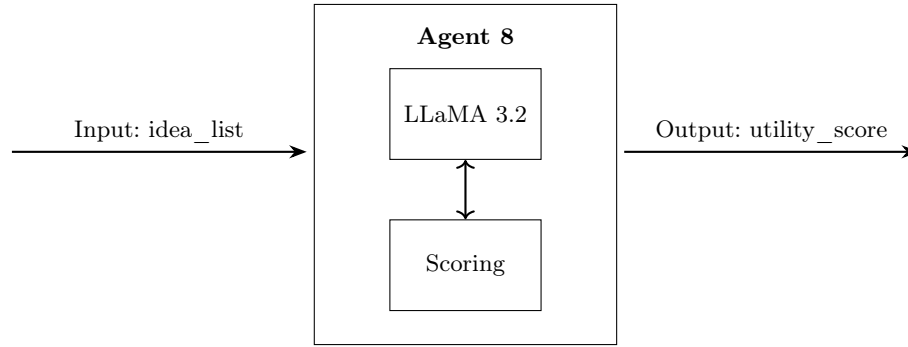 Agent 8
LLaMA 3.2
Input: idea_list
Output: utility_score
Scoring